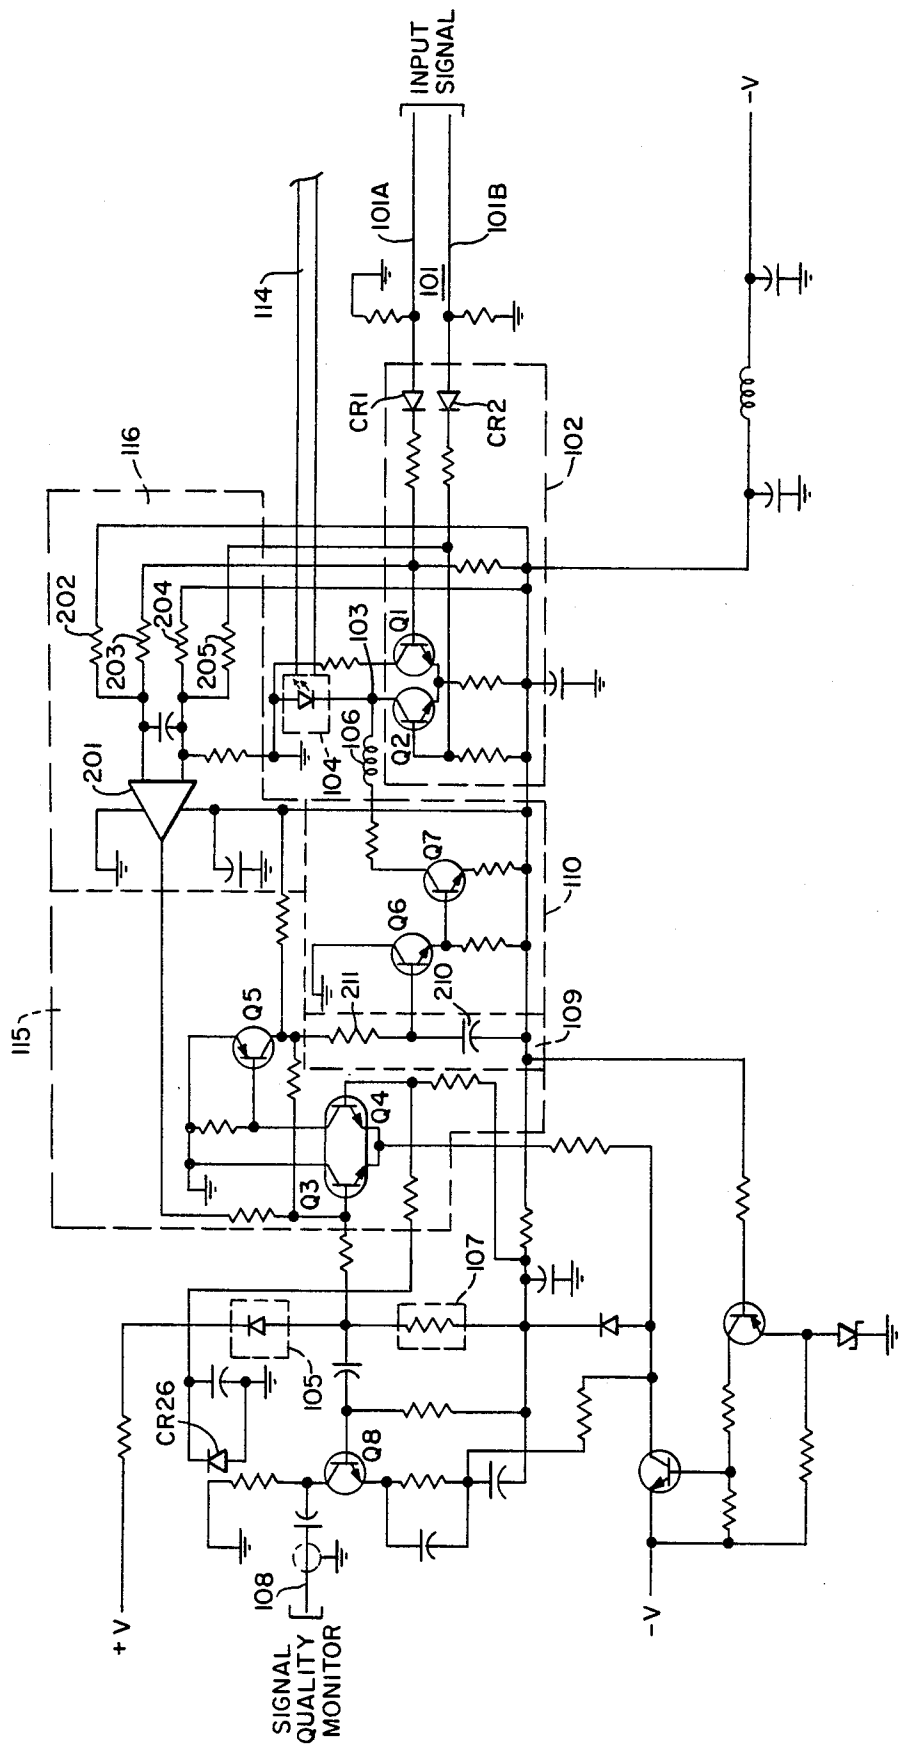 +V
SIGNAL
QUALITY
MONITOR
108
CR26
105
107
Q8
-V
115
Q3
Q4
Q5
211
210
109
Q6
Q7
110
201
202
203
204
205
116
104
106
103
Q2
Q1
CR1
CR2
102
114
101
101A
101B
INPUT
SIGNAL
-V